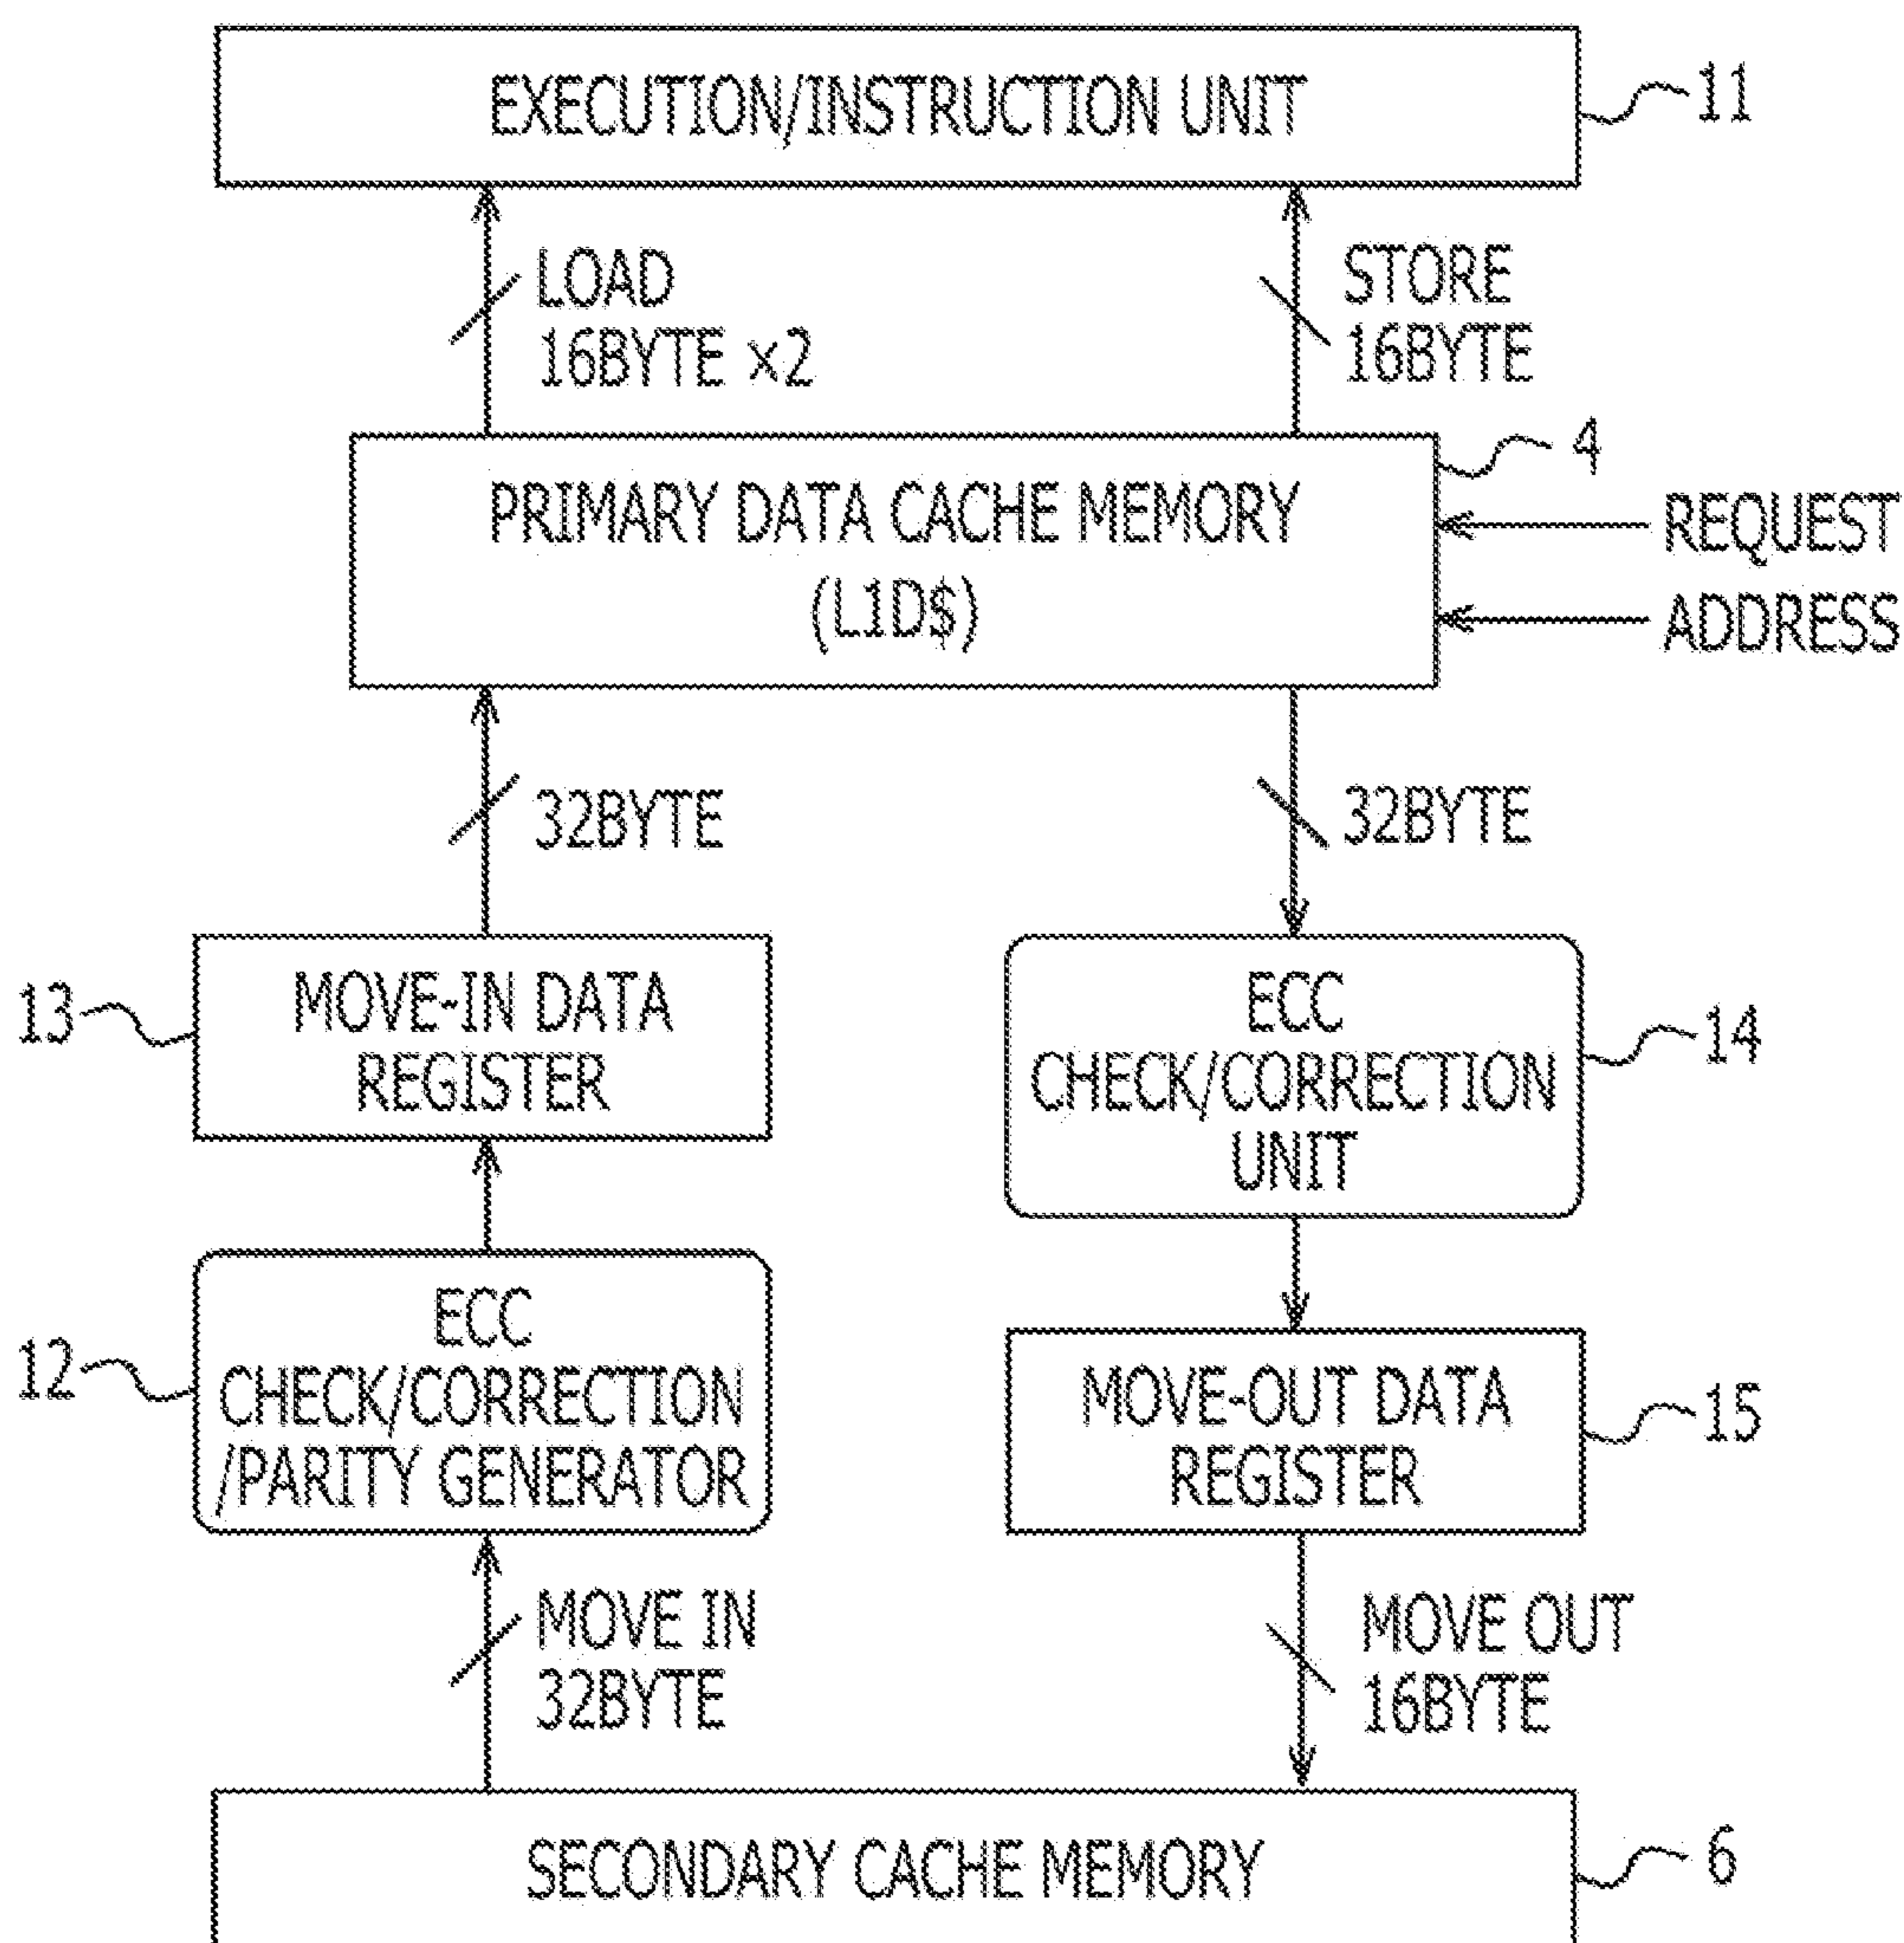 EXECUTION/INSTRUCTION UNIT
11
LOAD
16BYTE ×2
STORE
16BYTE
4
PRIMARY DATA CACHE MEMORY
(L1D$)
REQUEST
ADDRESS
32BYTE
32BYTE
13
MOVE-IN DATA
REGISTER
ECC
CHECK/CORRECTION
UNIT
14
12
ECC
CHECK/CORRECTION
/PARITY GENERATOR
MOVE-OUT DATA
REGISTER
15
MOVE IN
32BYTE
MOVE OUT
16BYTE
SECONDARY CACHE MEMORY
6